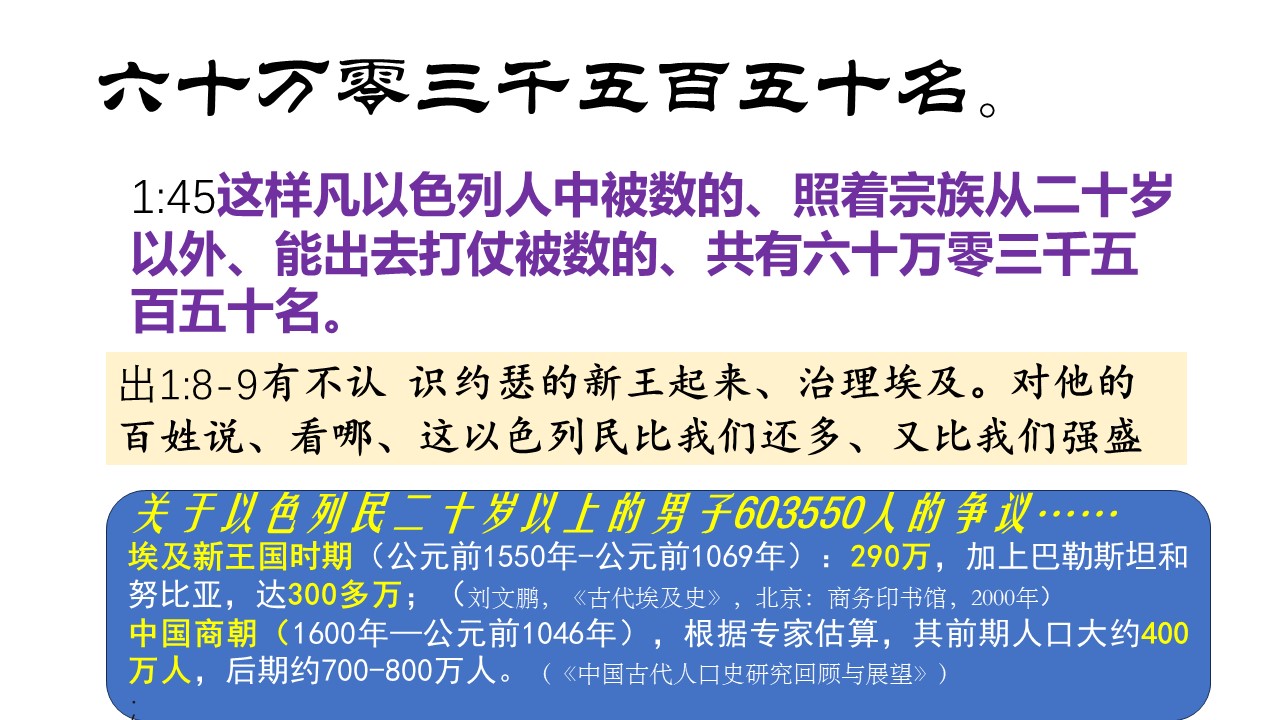 六十万零三千五百五十名。
1:45这样凡以色列人中被数的、照着宗族从二十岁
以外、能出去打仗被数的、共有六十万零三千五
百五十名。
出1:8-9有不认 识约瑟的新王起来、治理埃及。对他的
百姓说、看哪、这以色列民比我们还多、又比我们强盛
关于以色列民二十岁以上的男子603550人的争议……
埃及新王国时期（公元前1550年-公元前1069年）：290万，加上巴勒斯坦和
努比亚，达300多万；（刘文鹏，《古代埃及史》，北京：商务印书馆，2000年）
中国商朝（1600年—公元前1046年），根据专家估算，其前期人口大约400
万人，后期约700-800万人。（《中国古代人口史研究回顾与展望》）
.